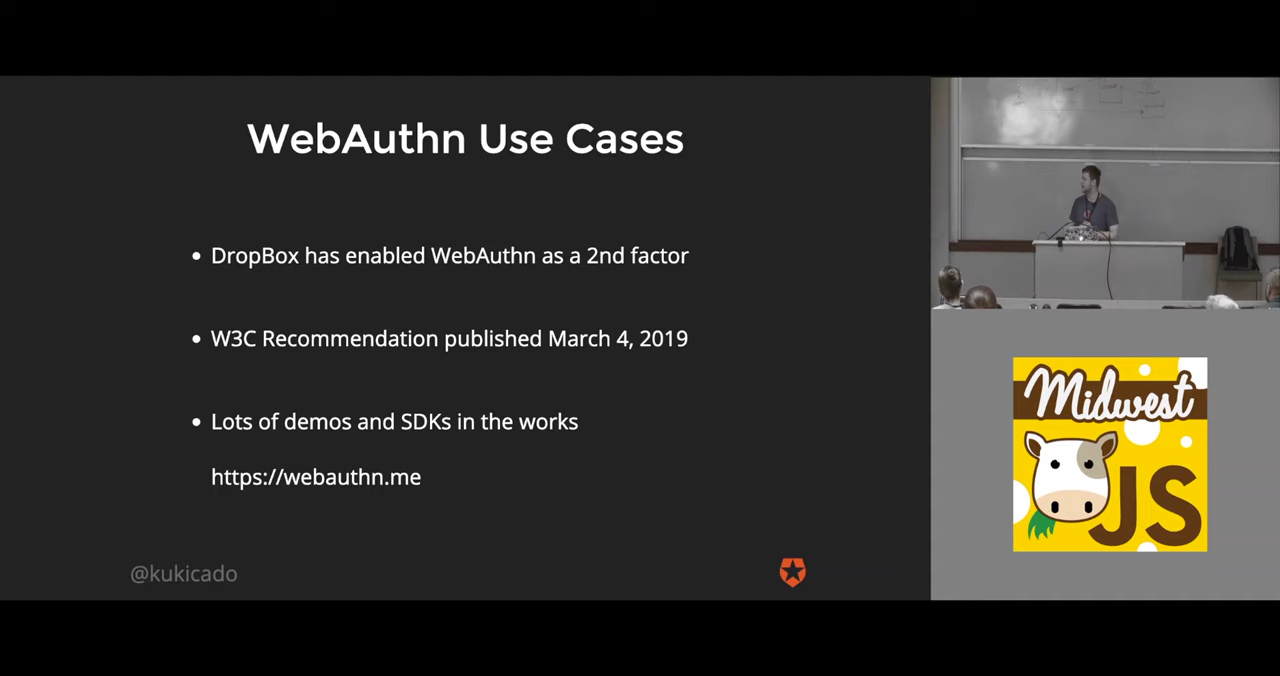 WebAuthn Use Cases
DropBox has enabled WebAuthn as a 2nd factor
W3C Recommendation published March 4, 2019
Lots of demos and SDKs in the works
https://webauthn.me
@kukicado
Midwest
JS